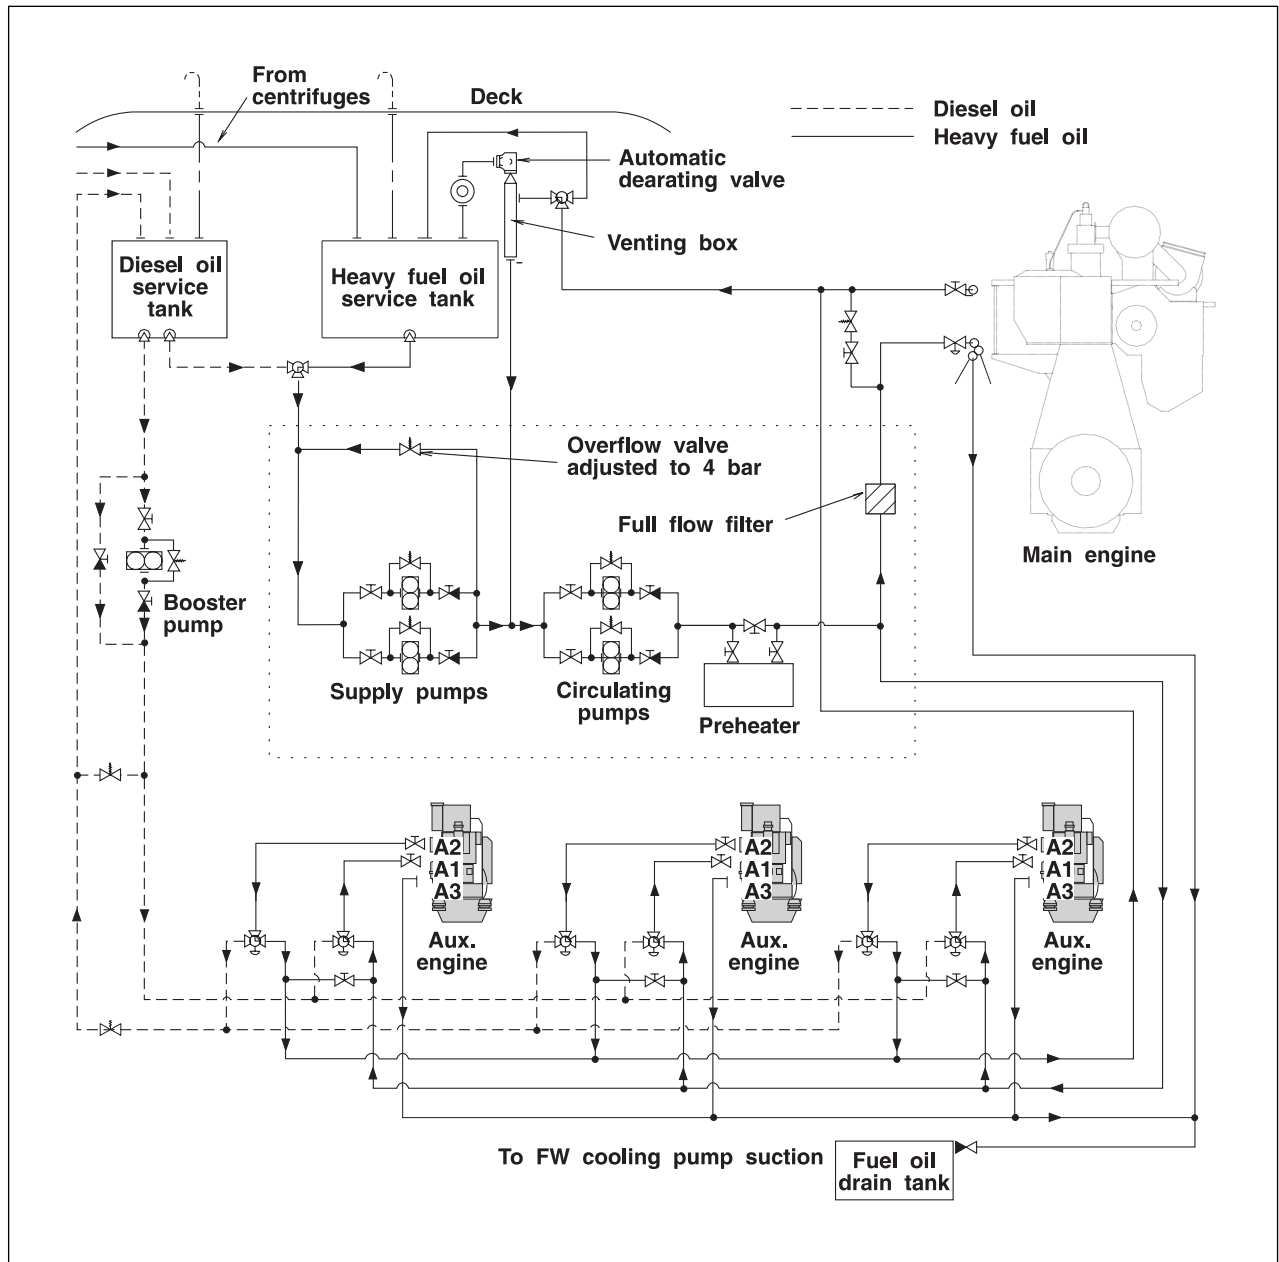 From
centrifuges
Deck
Diesel oil
Heavy fuel oil
Automatic
dearating valve
Venting box
Diesel oil
service
tank
Heavy fuel oil
service tank
Overflow valve
adjusted to 4 bar
Full flow filter
Main engine
Booster
pump
Supply pumps
Circulating
pumps
Preheater
A2
A1
A3
Aux.
engine
A2
A1
A3
Aux.
engine
A2
A1
A3
Aux.
engine
To FW cooling pump suction
Fuel oil
drain tank